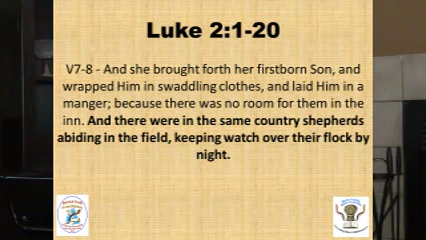 Luke 2:1-20
V7-8 - And she brought forth her firstborn Son, and
wrapped Him in swaddling clothes, and laid Him in a
manger; because there was no room for them in the
inn. And there were in the same country shepherds
abiding in the field, keeping watch over their flock by
night.